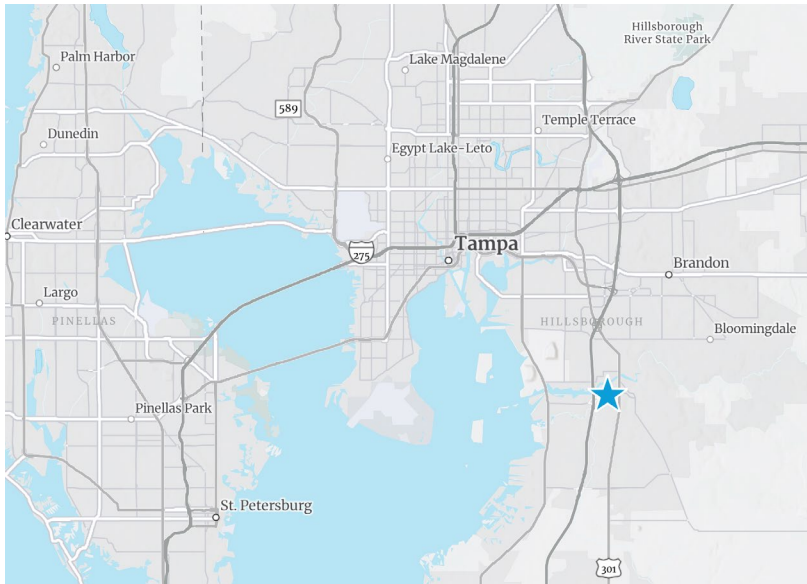 Hillsborough
River State Park
Palm Harbor
Lake Magdalene
589
Temple Terrace
Dunedin
Egypt Lake-Leto
Clearwater
Tampa
275
Brandon
Largo
PINELLAS
HILLSBOROUGH
Bloomingdale
Pinellas Park
St. Petersburg
301